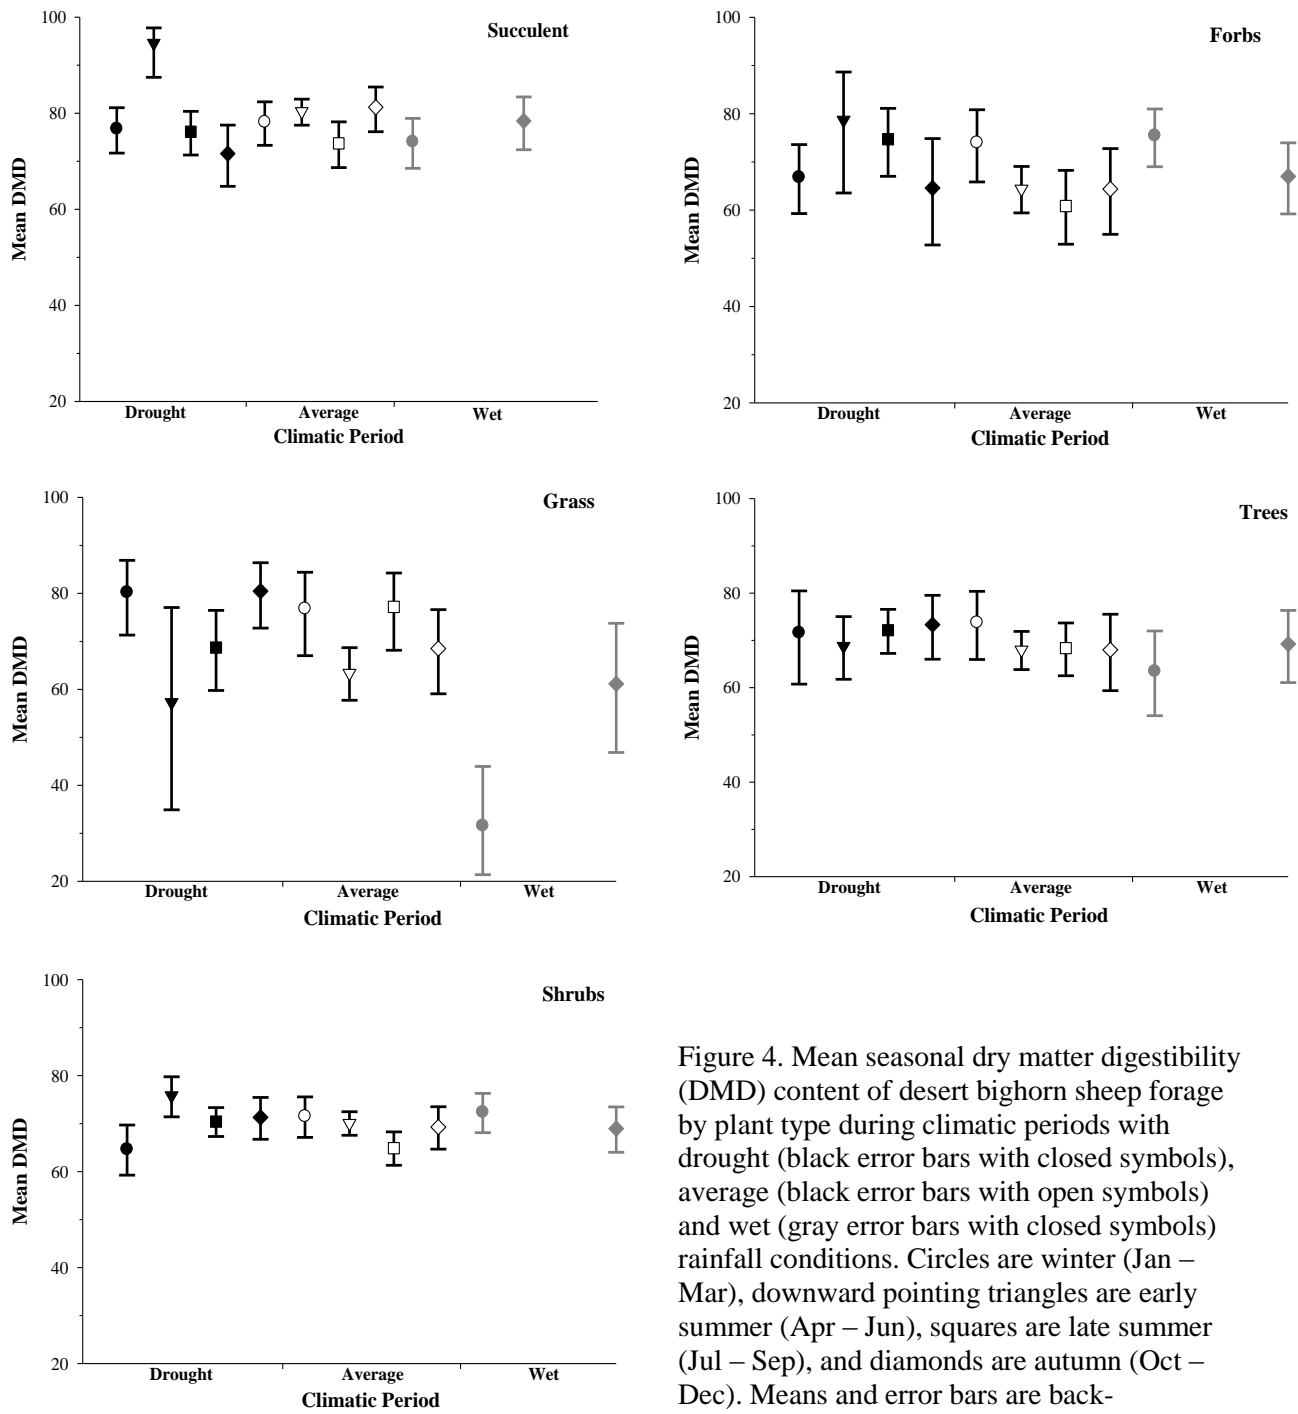 100
80
60
40
20
Mean DMD
Succulent
Drought Average Wet
Climatic Period
100
80
60
40
20
Mean DMD
Forbs
Drought Average Wet
Climatic Period
100
80
60
40
20
Mean DMD
Grass
Drought Average Wet
Climatic Period
100
80
60
40
20
Mean DMD
Trees
Drought Average Wet
Climatic Period
100
80
60
40
20
Mean DMD
Shrubs
Drought Average Wet
Climatic Period
Figure 4. Mean seasonal dry matter digestibility
(DMD) content of desert bighorn sheep forage
by plant type during climatic periods with
drought (black error bars with closed symbols),
average (black error bars with open symbols)
and wet (gray error bars with closed symbols)
rainfall conditions. Circles are winter (Jan –
Mar), downward pointing triangles are early
summer (Apr – Jun), squares are late summer
(Jul – Sep), and diamonds are autumn (Oct –
Dec). Means and error bars are back-